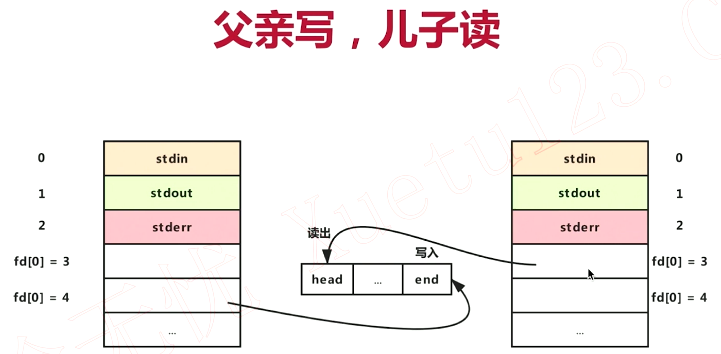 父亲写，儿子读
0 stdin stdin 0
1 stdout stdout 1
2 stderr stderr 2
读出
写入
fd[0] = 3 fd[0] = 3
head ... end
fd[0] = 4 fd[0] = 4
... ...